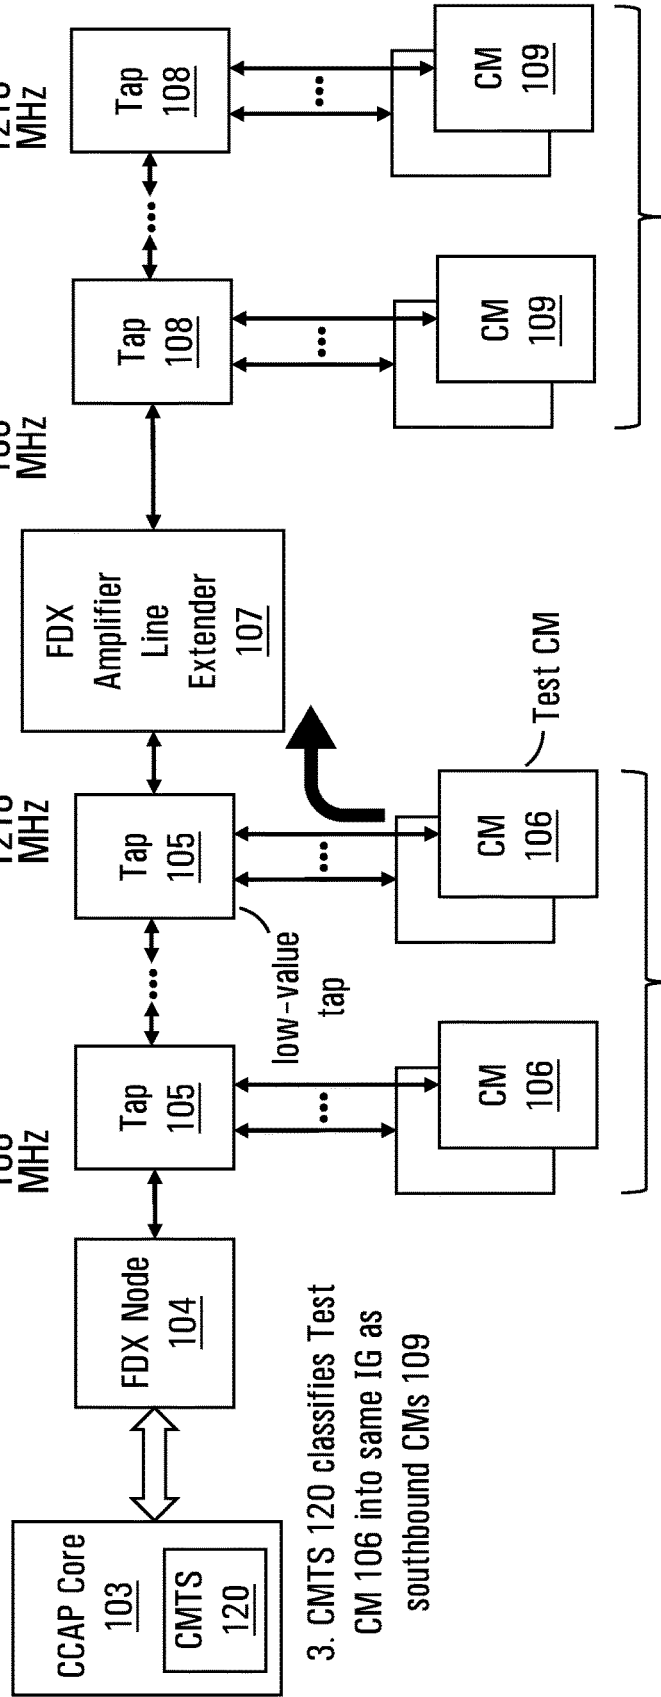 MHz
MHz
MHz
MHz
CCAP Core
103
CMTS
120
FDX Node
104
Tap
105
Tap
105
FDX
Amplifier
Line
Extender
107
Tap
108
Tap
108
low-value
tap
3. CMTS 120 classifies Test
CM 106 into same IG as
southbound CMs 109
CM
106
CM
106
Test CM
CM
109
CM
109